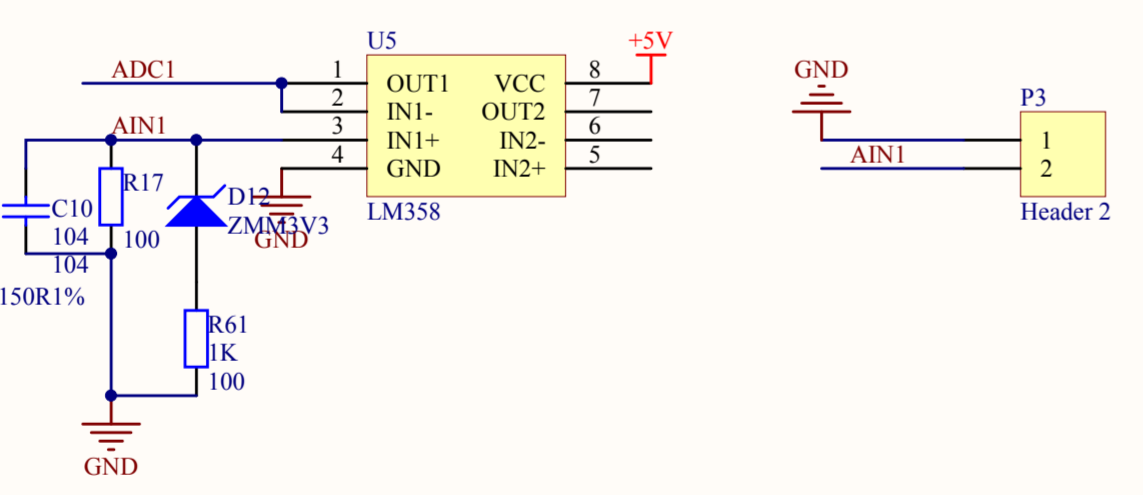 U5
+5V
ADC1
1
OUT1
VCC
8
GND
2
IN1-
OUT2
7
P3
AIN1
3
IN1+
IN2-
6
1
4
GND
IN2+
5
AIN1
2
R17
D12
LM358
Header 2
C10
ZMM3V3
104
100
GND
104
150R1%
R61
1K
100
GND